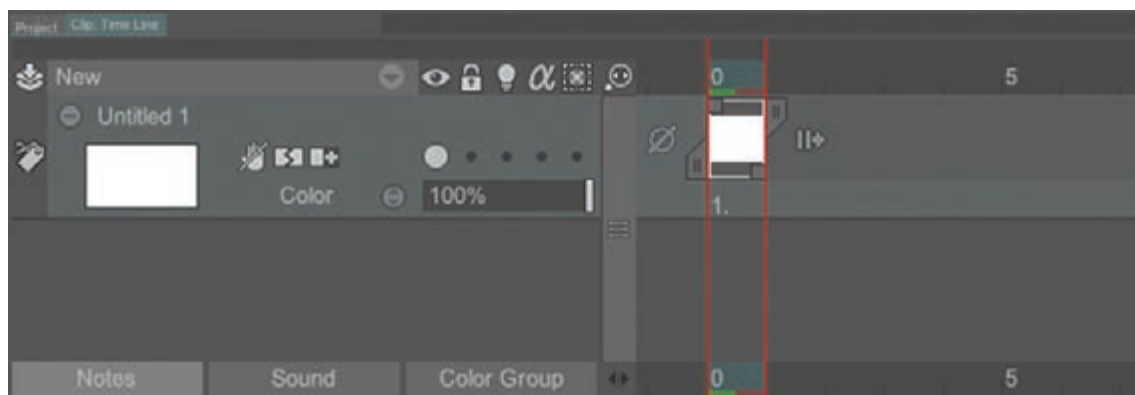 Project Clip: Time Line
New 0 5
Untitled 1
Color 100%
1.
Notes Sound Color Group 0 5